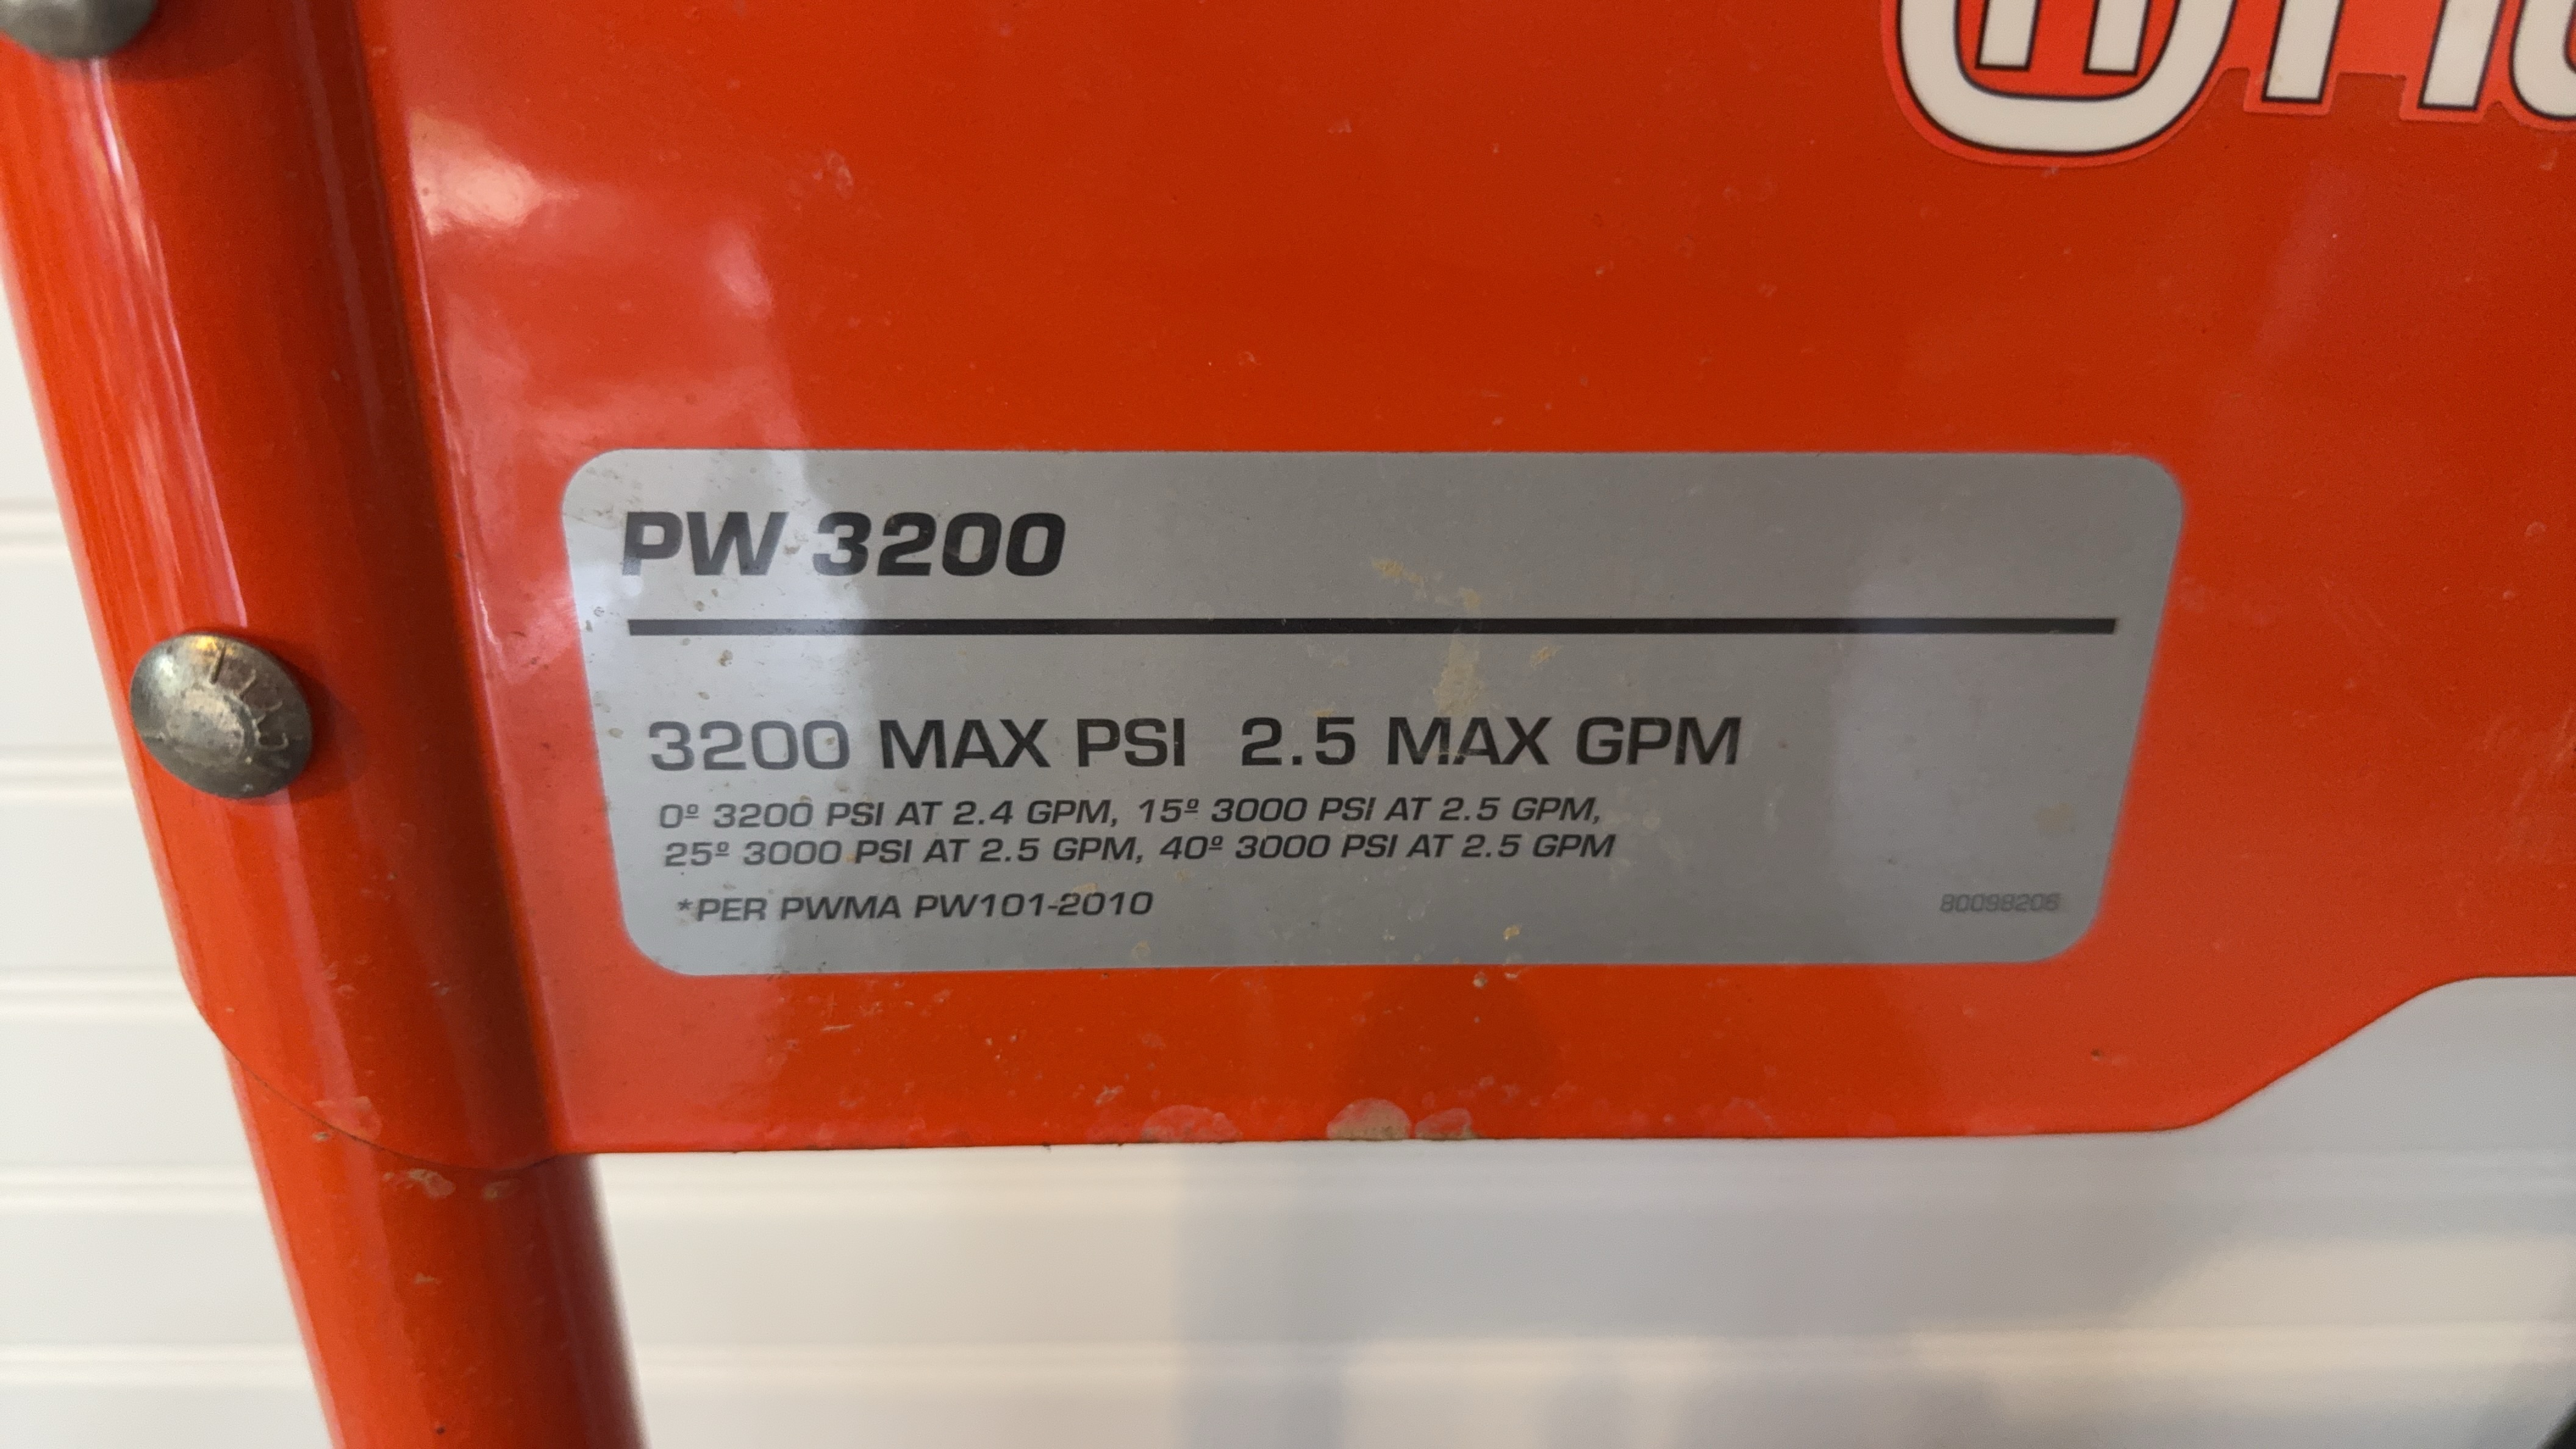 PW 3200
3200 MAX PSI 2.5 MAX GPM
0º 3200 PSI AT 2.4 GPM, 15º 3000 PSI AT 2.5 GPM,
25º 3000 PSI AT 2.5 GPM, 40º 3000 PSI AT 2.5 GPM
*PER PWMA PW101-2010
80098206